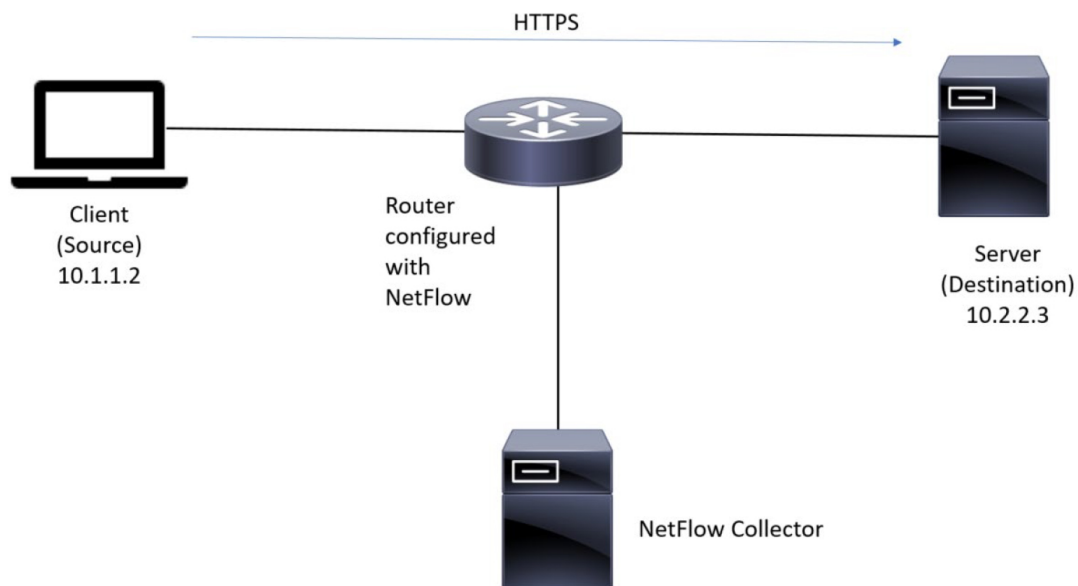 HTTPS
Client
(Source)
10.1.1.2
Router
configured
with
NetFlow
Server
(Destination)
10.2.2.3
NetFlow Collector